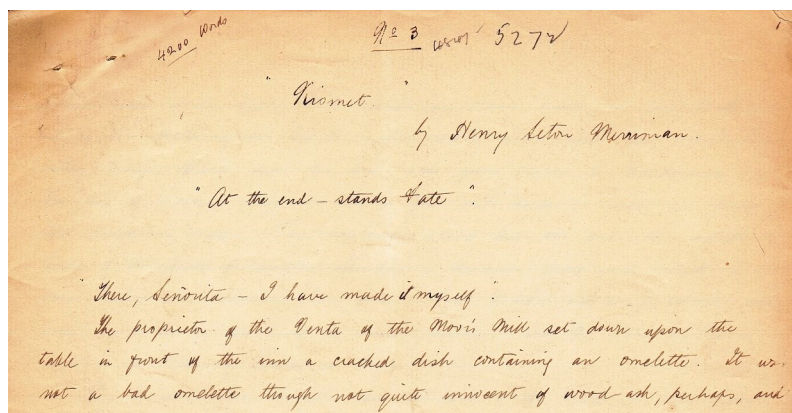 4200 Words
No 3 5272
"Kismet"
by Henry Seton Merriman.
"At the end – stands Fate".
"There, Señorita – I have made it myself".
The proprietor of the Venta of the Moor's Mill set down upon the
table in front of the inn a cracked dish containing an omelette. It was
not a bad omelette though not quite innocent of wood ash, perhaps, and